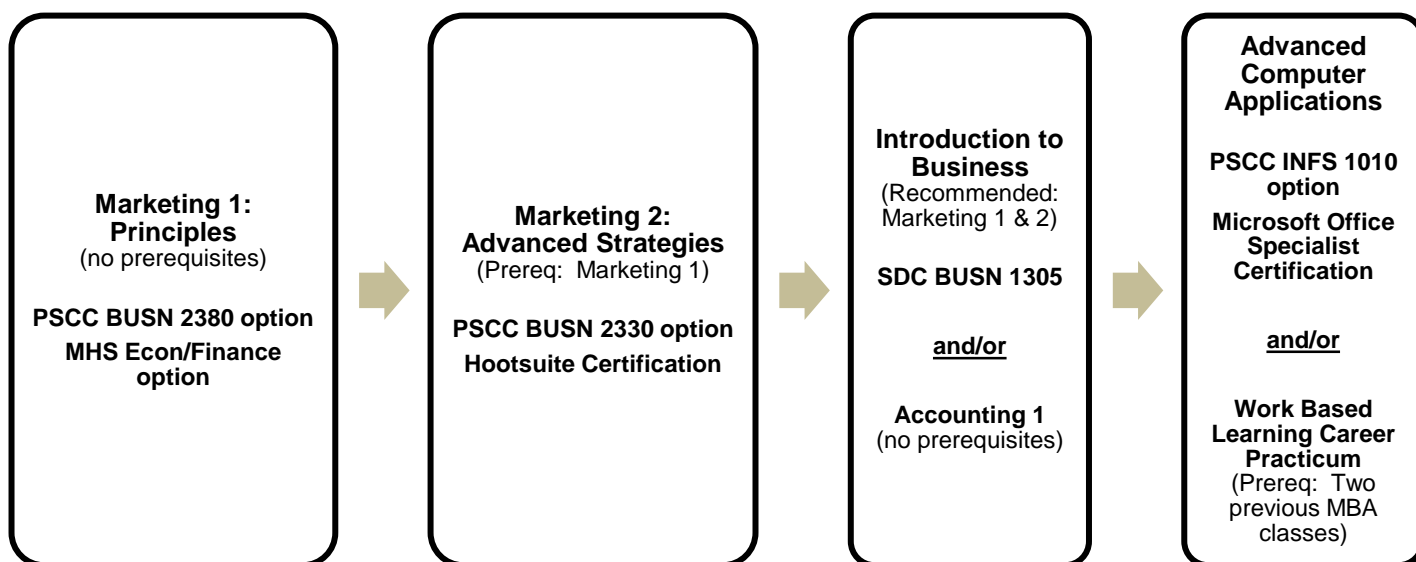 Marketing 1:
Principles
(no prerequisites)
PSCC BUSN 2380 option
MHS Econ/Finance
option
Marketing 2:
Advanced Strategies
(Prereq:  Marketing 1)
PSCC BUSN 2330 option
Hootsuite Certification
Introduction to
Business
(Recommended:
Marketing 1 & 2)
SDC BUSN 1305
and/or
Accounting 1
(no prerequisites)
Advanced
Computer
Applications
PSCC INFS 1010
option
Microsoft Office
Specialist
Certification
and/or
Work Based
Learning Career
Practicum
(Prereq:  Two
previous MBA
classes)